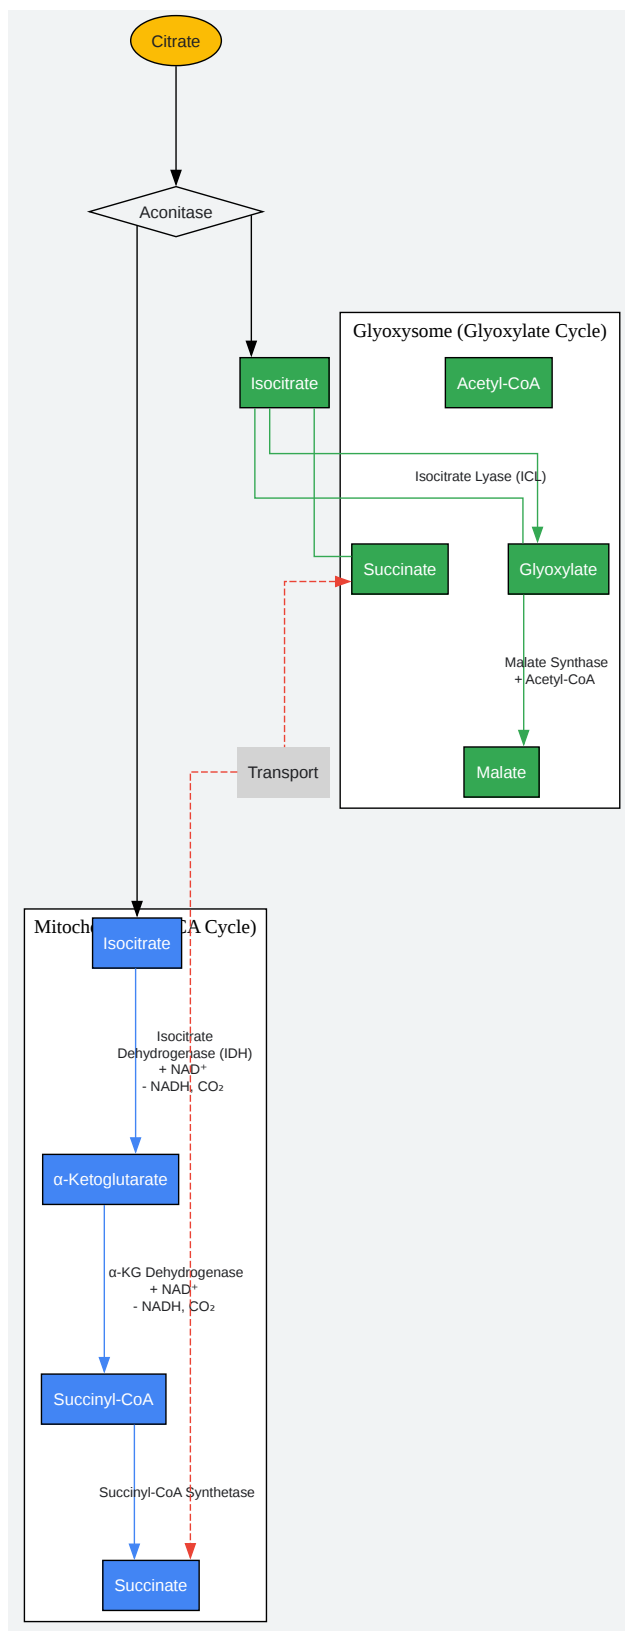 Citrate
Aconitase
Glyoxysome (Glyoxylate Cycle)
Isocitrate
Acetyl-CoA
Isocitrate Lyase (ICL)
Succinate
Glyoxylate
Malate Synthase
+ Acetyl-CoA
Transport
Malate
Cycle)
Isocitrate
Isocitrate
Dehydrogenase (IDH)
+ NAD⁺
- NADH, CO₂
α-Ketoglutarate
α-KG Dehydrogenase
+ NAD⁺
- NADH, CO₂
Succinyl-CoA
Succinyl-CoA Synthetase
Succinate